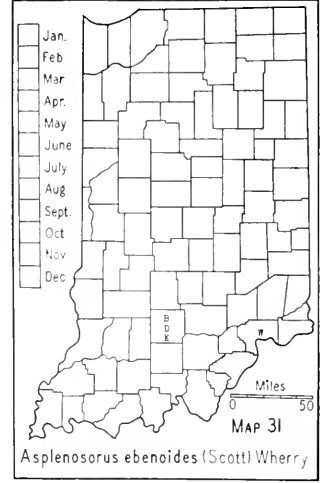 Jan.
Feb
Mar
Apr.
May
June
July
Aug
Sept.
Oct
Nov
Dec
B
D
K
W
Miles
0 50
MAP 31
Asplenosorus ebenoides (Scott) Wherry